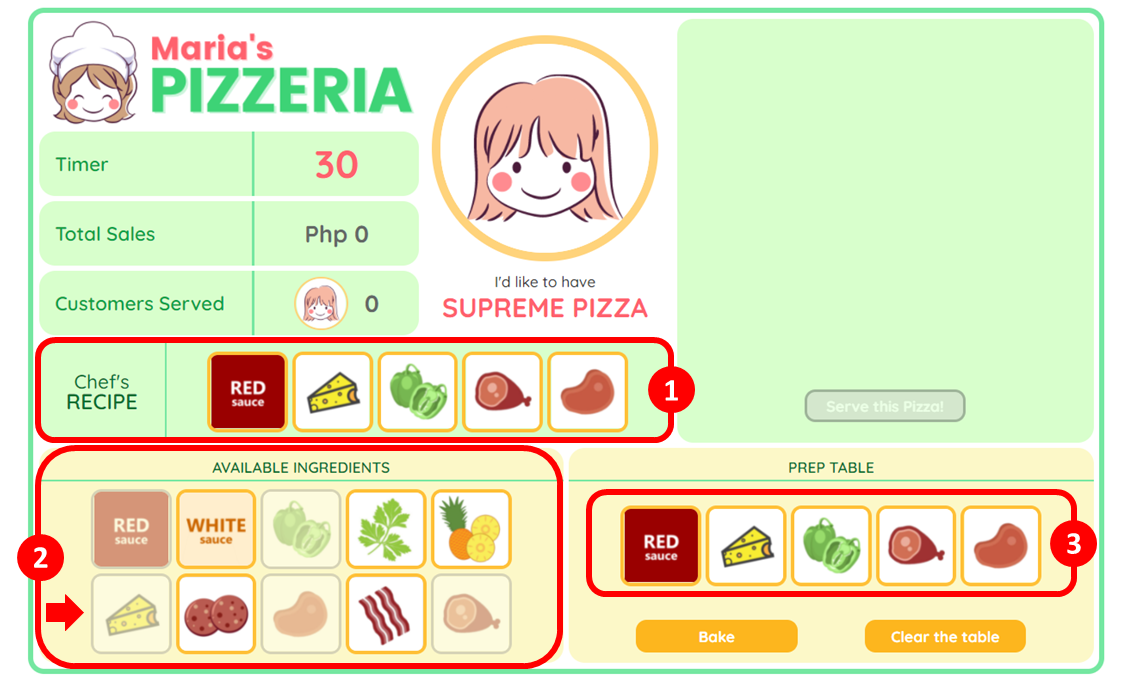 Maria's
PIZZERIA
Timer
30
Total Sales
Php 0
Customers Served
0
I'd like to have
SUPREME PIZZA
Chef's
RECIPE
RED
sauce
1
Serve this Pizza!
AVAILABLE INGREDIENTS
RED
sauce
WHITE
sauce
2
PREP TABLE
RED
sauce
3
Bake
Clear the table